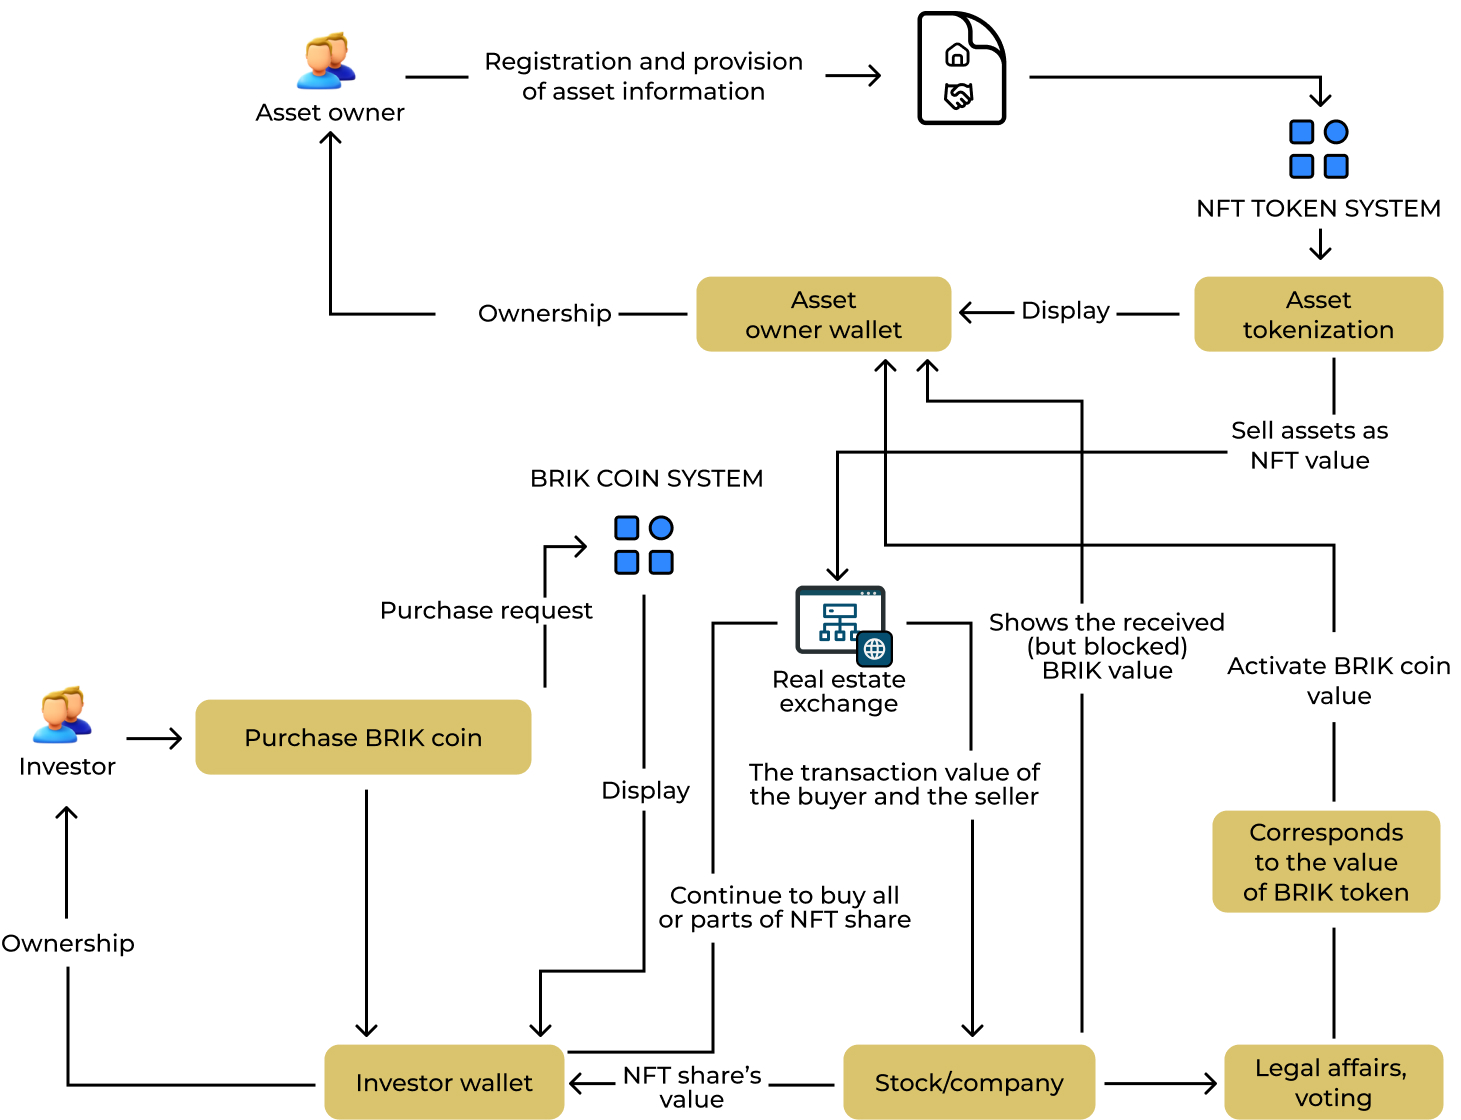 Registration and provision
of asset information
Asset owner
NFT TOKEN SYSTEM
Asset
owner wallet
Asset
tokenization
Ownership
Display
Sell assets as
NFT value
BRIK COIN SYSTEM
Purchase request
Shows the received
(but blocked)
BRIK value
Real estate
exchange
Activate BRIK coin
value
Purchase BRIK coin
Investor
The transaction value of
the buyer and the seller
Display
Corresponds
to the value
of BRIK token
Continue to buy all
or parts of NFT share
Ownership
Investor wallet
NFT share's
value
Stock/company
Legal affairs,
voting